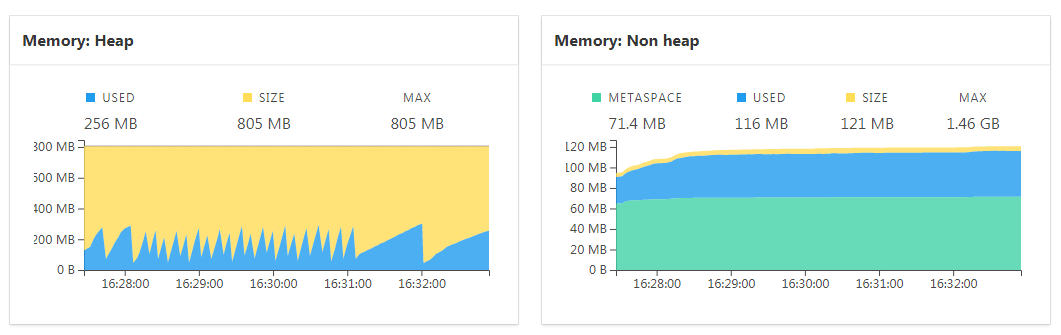 Memory: Heap
USED SIZE MAX
256 MB 805 MB 805 MB
800 MB
600 MB
400 MB
200 MB
0 B
16:28:00 16:29:00 16:30:00 16:31:00 16:32:00
Memory: Non heap
METASPACE USED SIZE MAX
71.4 MB 116 MB 121 MB 1.46 GB
120 MB
100 MB
80 MB
60 MB
40 MB
20 MB
0 B
16:28:00 16:29:00 16:30:00 16:31:00 16:32:00